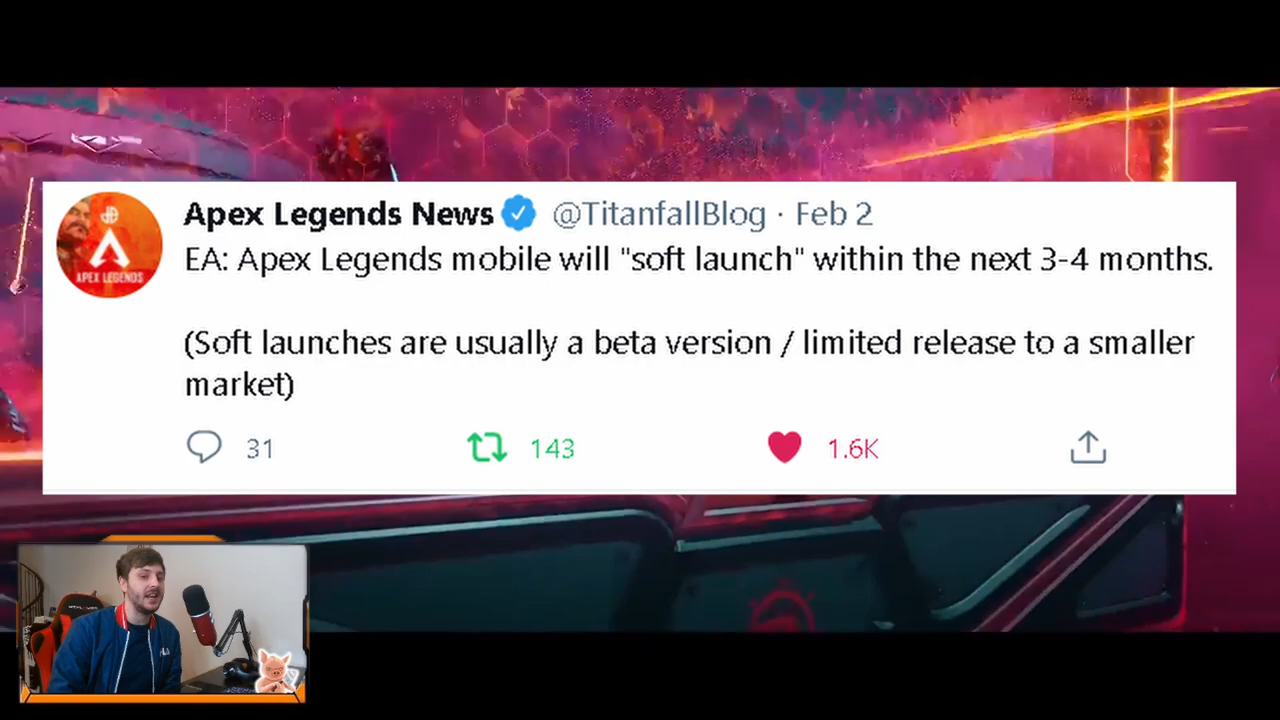 Apex Legends News @TitanfallBlog · Feb 2
EA: Apex Legends mobile will "soft launch" within the next 3-4 months.
(Soft launches are usually a beta version / limited release to a smaller
market)
31 143 1.6K
APEX LEGENDS